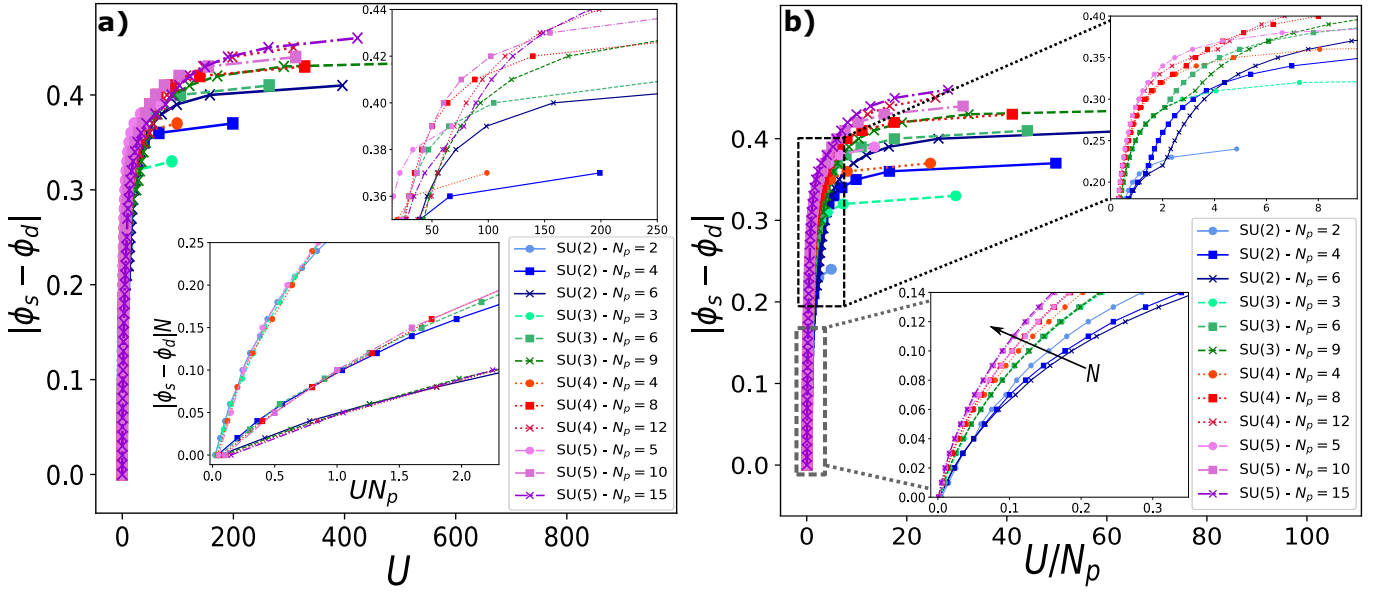 a)
|ϕs − ϕd|
0.4
0.3
0.2
0.1
0.0
0 200 400 600 800
U
0.44
0.42
0.40
0.38
0.36
50 100 150 200 250
|ϕs − ϕd|N
0.25
0.20
0.15
0.10
0.05
0.00
0.0 0.5 1.0 1.5 2.0
UNp
SU(2) - Np = 2
SU(2) - Np = 4
SU(2) - Np = 6
SU(3) - Np = 3
SU(3) - Np = 6
SU(3) - Np = 9
SU(4) - Np = 4
SU(4) - Np = 8
SU(4) - Np = 12
SU(5) - Np = 5
SU(5) - Np = 10
SU(5) - Np = 15
b)
|ϕs − ϕd|
0.4
0.3
0.2
0.1
0.0
0 20 40 60 80 100
U/Np
0.40
0.35
0.30
0.25
0.20
0 2 4 6 8
0.14
0.12
0.10
0.08
0.06
0.04
0.02
0.00
0.0 0.1 0.2 0.3
N
SU(2) - Np = 2
SU(2) - Np = 4
SU(2) - Np = 6
SU(3) - Np = 3
SU(3) - Np = 6
SU(3) - Np = 9
SU(4) - Np = 4
SU(4) - Np = 8
SU(4) - Np = 12
SU(5) - Np = 5
SU(5) - Np = 10
SU(5) - Np = 15